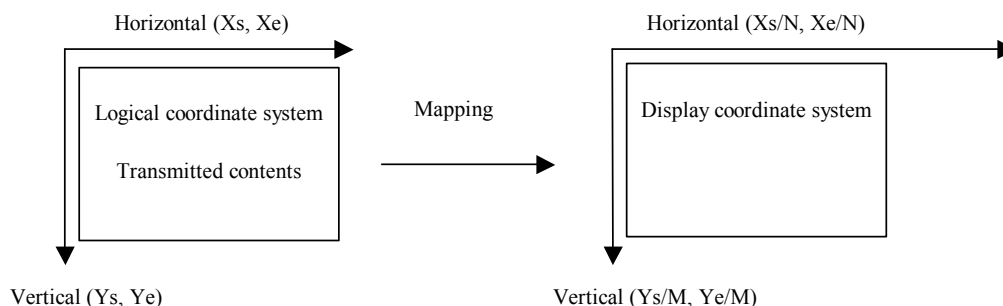 Horizontal (Xs, Xe)
Horizontal (Xs/N, Xe/N)
Logical coordinate system
Transmitted contents
Mapping
Display coordinate system
Vertical (Ys, Ye)
Vertical (Ys/M, Ye/M)